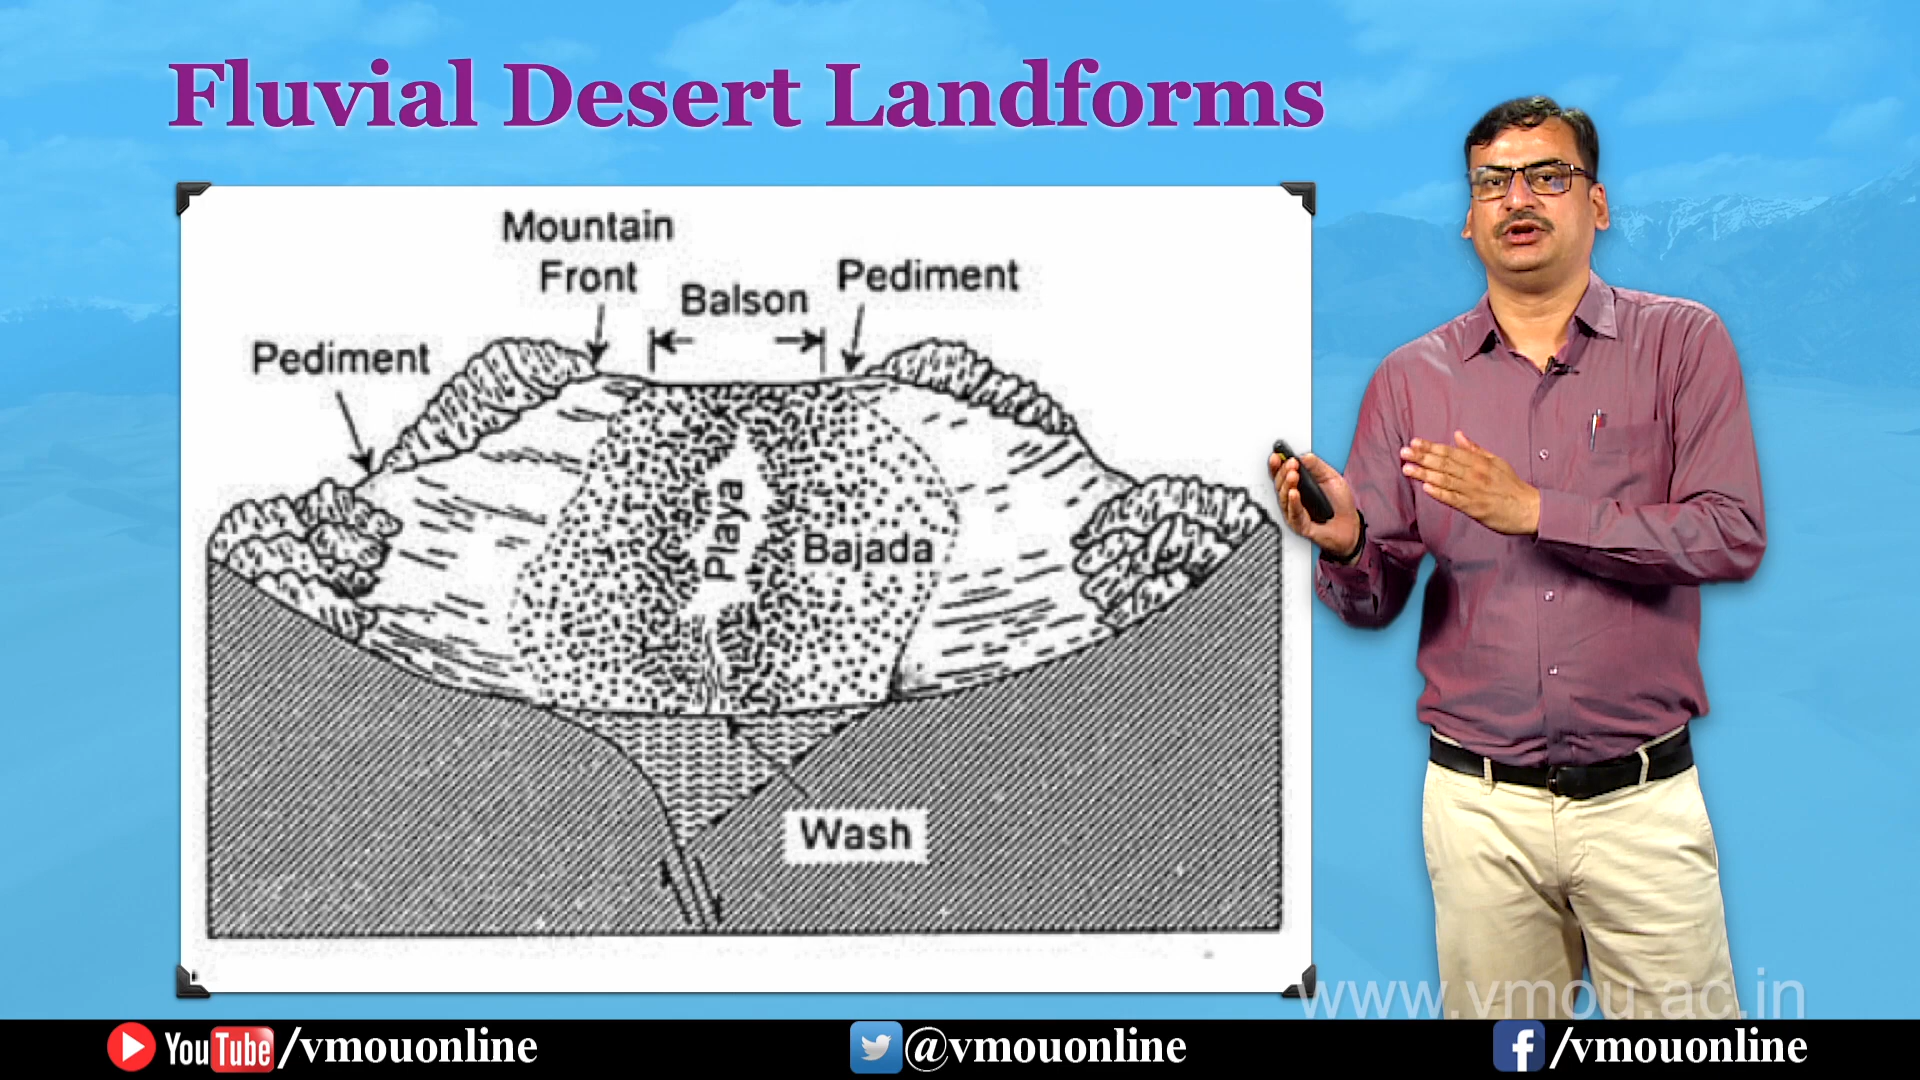 Fluvial Desert Landforms
Mountain
Front
Balson
Pediment
Pediment
Playa
Bajada
Wash
www.vmou.ac.in
YouTube/vmouonline
@vmouonline
f/vmouonline